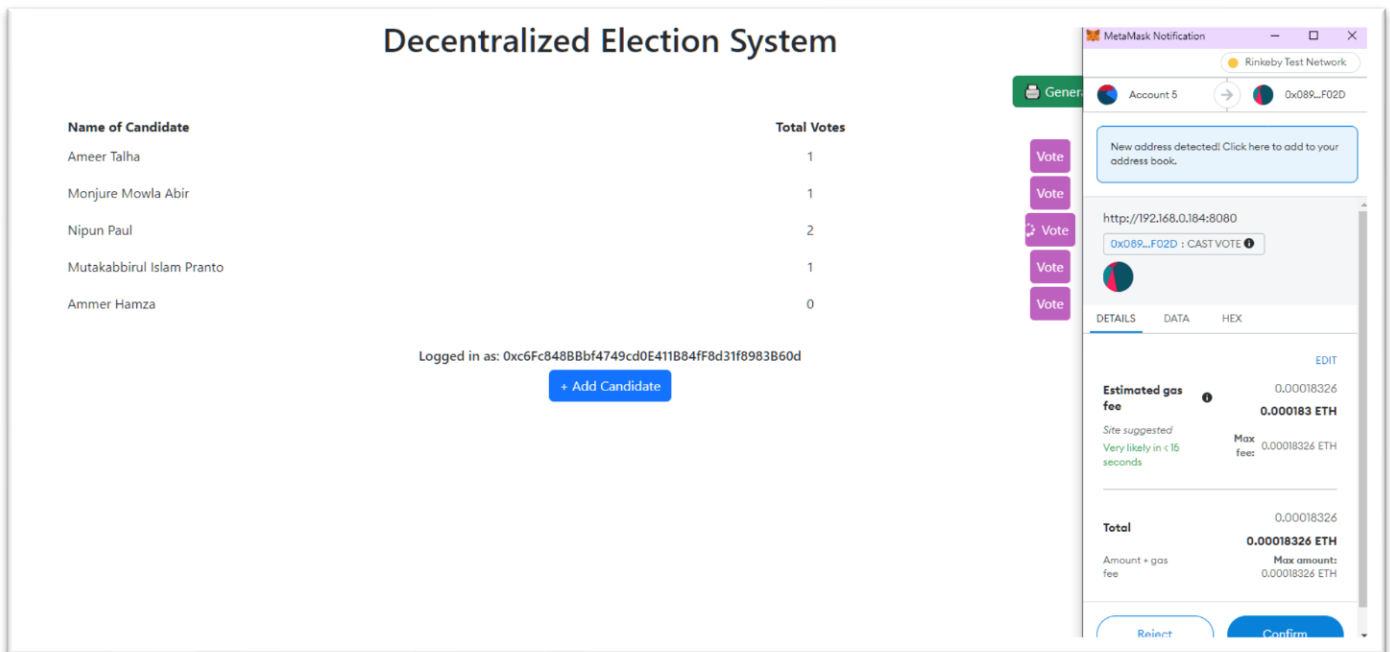 Decentralized Election System
Gener
Name of Candidate Total Votes
Ameer Talha 1 Vote
Monjure Mowla Abir 1 Vote
Nipun Paul 2 Vote
Mutakabbirul Islam Pranto 1 Vote
Ammer Hamza 0 Vote
Logged in as: 0xc6Fc848BBbf4749cd0E411B84fF8d31f8983B60d
+ Add Candidate
MetaMask Notification
Rinkeby Test Network
Account 5 0x089...F02D
New address detected! Click here to add to your
address book.
http://192.168.0.184:8080
0x089...F02D : CAST VOTE
DETAILS DATA HEX
EDIT
Estimated gas 0.00018326
fee 0.000183 ETH
Site suggested
Very likely in < 15 Max 0.00018326 ETH
seconds fee:
0.00018326
Total
0.00018326 ETH
Amount + gas Max amount:
fee 0.00018326 ETH
Reject Confirm